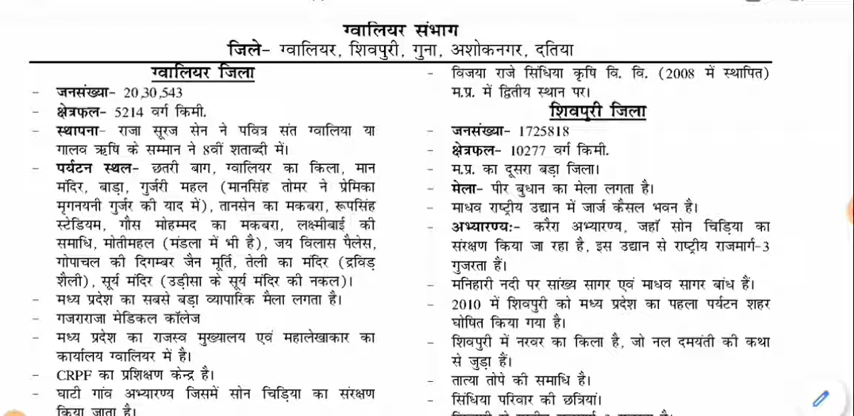 ग्वालियर संभाग
जिले- ग्वालियर, शिवपुरी, गुना, अशोकनगर, दतिया
ग्वालियर जिला
- जनसंख्या- 20,30,543
- क्षेत्रफल- 5214 वर्ग किमी.
- स्थापना- राजा सूरज सेन ने पवित्र संत ग्वालिया या
गालव ऋषि के सम्मान ने 8वीं शताब्दी में।
- पर्यटन स्थल- छतरी बाग, ग्वालियर का किला, मान
मंदिर, बाड़ा, गुर्जरी महल (मानसिंह तोमर ने प्रेमिका
मृगनयनी गुर्जर की याद में), तानसेन का मकबरा, रूपसिंह
स्टेडियम, गौस मोहम्मद का मकबरा, लक्ष्मीबाई की
समाधि, मोतीमहल (मंडला में भी है), जय विलास पैलेस,
गोपाचल की दिगम्बर जैन मूर्ति, तेली का मंदिर (द्रविड़
शैली), सूर्य मंदिर (उड़ीसा के सूर्य मंदिर की नकल)।
- मध्य प्रदेश का सबसे बड़ा व्यापारिक मैला लगता है।
- गजराराजा मेडिकल कॉलेज
- मध्य प्रदेश का राजस्व मुख्यालय एवं महालेखाकार का
कार्यालय ग्वालियर में है।
- CRPF का प्रशिक्षण केन्द्र है।
- घाटी गांव अभ्यारण्य जिसमें सोन चिड़िया का संरक्षण
किया जाता है।
- विजया राजे सिंधिया कृषि वि. वि. (2008 में स्थापित)
म.प्र. में द्वितीय स्थान पर।
शिवपुरी जिला
- जनसंख्या- 1725818
- क्षेत्रफल- 10277 वर्ग किमी.
- म.प्र. का दूसरा बड़ा जिला।
- मेला- पीर बुधान का मेला लगता है।
- माधव राष्ट्रीय उद्यान में जार्ज कैसल भवन है।
- अभ्यारण्यः- करैरा अभ्यारण्य, जहाँ सोन चिड़िया का
संरक्षण किया जा रहा है, इस उद्यान से राष्ट्रीय राजमार्ग-3
गुजरता हैं।
- मनिहारी नदी पर सांख्य सागर एवं माधव सागर बांध हैं।
- 2010 में शिवपुरी को मध्य प्रदेश का पहला पर्यटन शहर
घोषित किया गया है।
- शिवपुरी में नरवर का किला है, जो नल दमयंती की कथा
से जुड़ा हैं।
- तात्या तोपे की समाधि है।
- सिंधिया परिवार की छत्रियां।